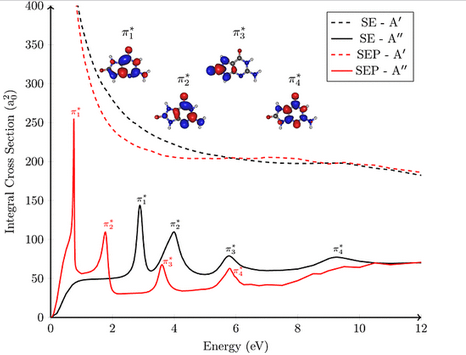 π₁*
π₂*
π₃*
π₄*
SE - A′
SE - A″
SEP - A′
SEP - A″
Integral Cross Section (a₀²)
400
350
300
250
200
150
100
50
0
π₁*
π₂*
π₁*
π₂*
π₃*
π₃*
π₄*
π₄*
0
2
4
6
8
10
12
Energy (eV)